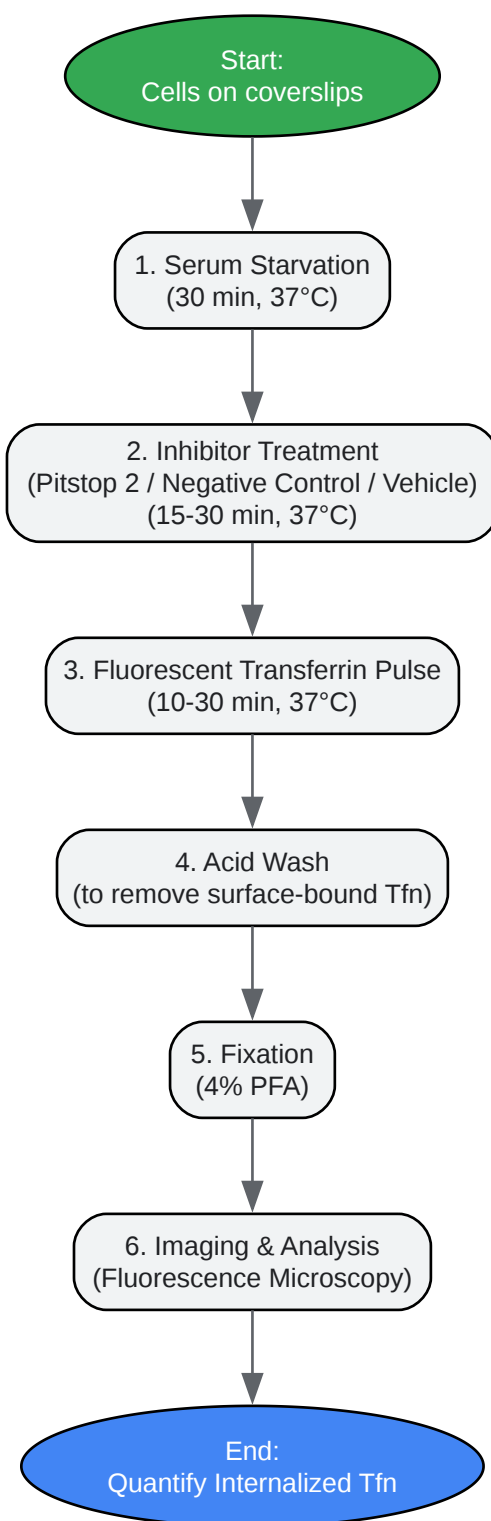 Start:
Cells on coverslips
1. Serum Starvation
(30 min, 37°C)
2. Inhibitor Treatment
(Pitstop 2 / Negative Control / Vehicle)
(15-30 min, 37°C)
3. Fluorescent Transferrin Pulse
(10-30 min, 37°C)
4. Acid Wash
(to remove surface-bound Tfn)
5. Fixation
(4% PFA)
6. Imaging & Analysis
(Fluorescence Microscopy)
End:
Quantify Internalized Tfn